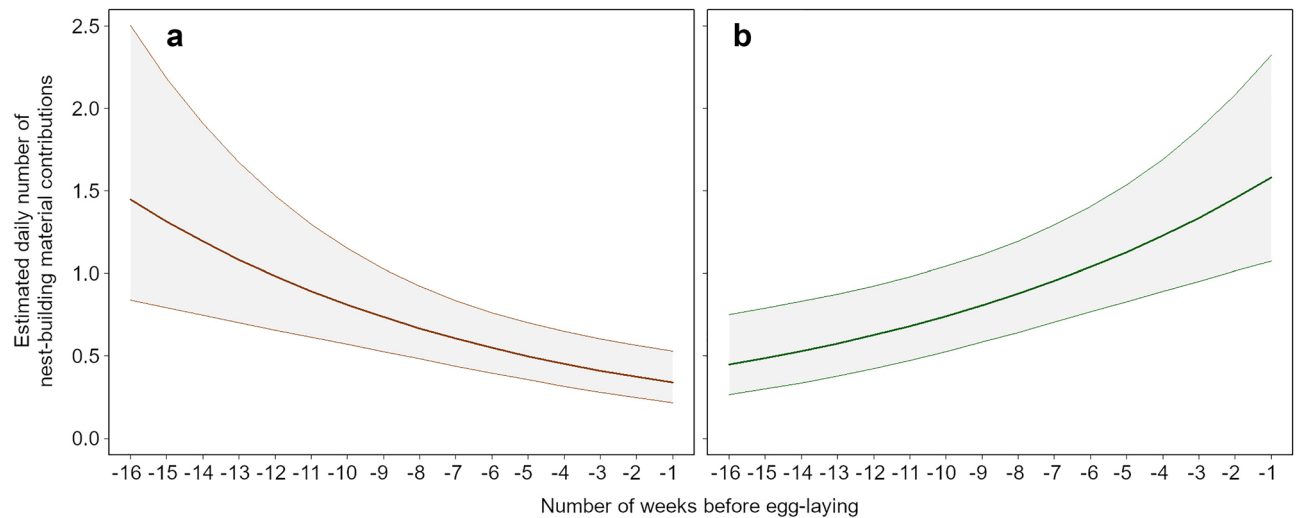 Estimated daily number of
nest-building material contributions
2.5
2.0
1.5
1.0
0.5
0.0
a
b
-16 -15 -14 -13 -12 -11 -10 -9 -8 -7 -6 -5 -4 -3 -2 -1
-16 -15 -14 -13 -12 -11 -10 -9 -8 -7 -6 -5 -4 -3 -2 -1
Number of weeks before egg-laying